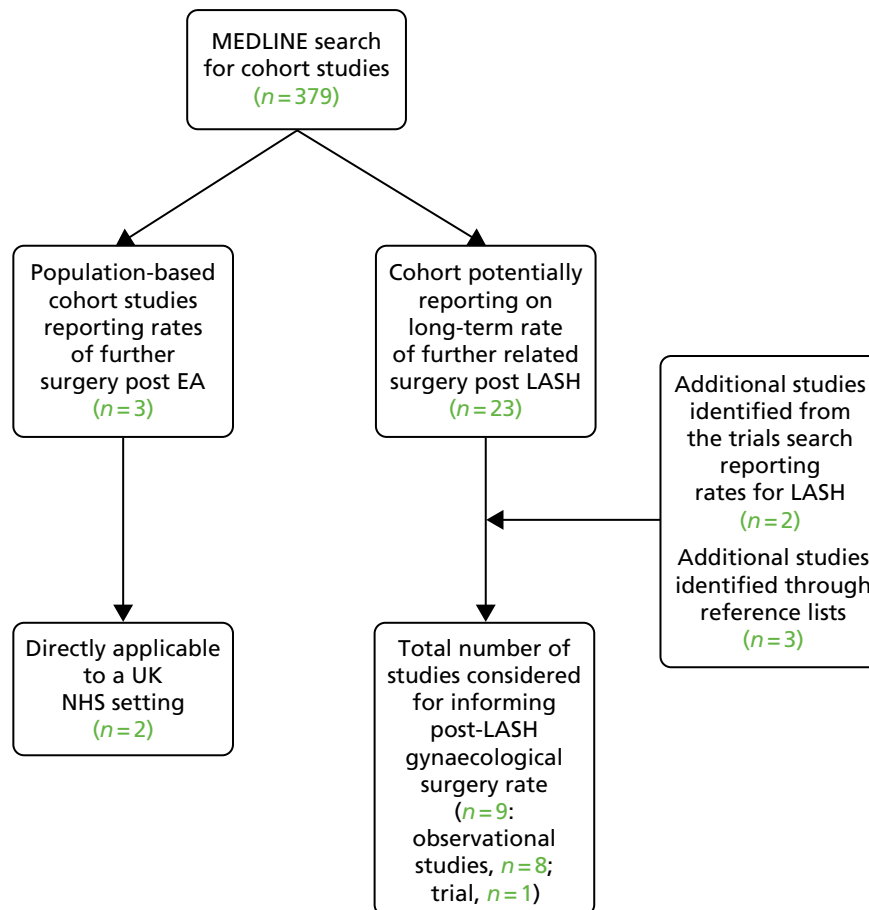 MEDLINE search
for cohort studies
(n=379)
Population-based
cohort studies
reporting rates
of further
surgery post EA
(n=3)
Cohort potentially
reporting on
long-term rate
of further related
surgery post LASH
(n=23)
Additional studies
identified from
the trials search
reporting
rates for LASH
(n=2)
Additional studies
identified through
reference lists
(n=3)
Directly applicable
to a UK
NHS setting
(n=2)
Total number of
studies considered
for informing
post-LASH
gynaecological
surgery rate
(n=9:
observational
studies, n=8;
trial, n=1)